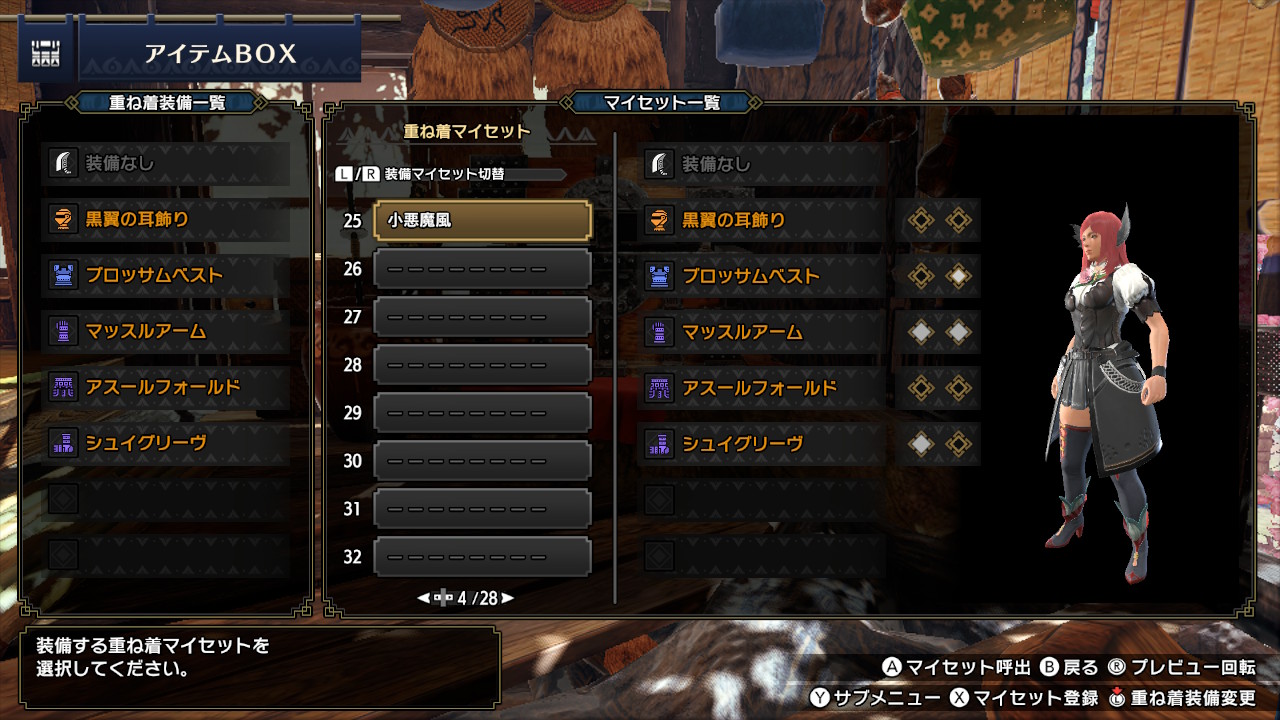 アイテムBOX
重ね着装備一覧
装備なし
黒翼の耳飾り
ブロッサムベスト
マッスルアーム
アスールフォールド
シュイグリーヴ
マイセット一覧
重ね着マイセット
L/R 装備マイセット切替
25 小悪魔風
26 ーーーーーーーー
27 ーーーーーーーー
28 ーーーーーーーー
29 ーーーーーーーー
30 ーーーーーーーー
31 ーーーーーーーー
32 ーーーーーーーー
4/28
装備なし
黒翼の耳飾り
ブロッサムベスト
マッスルアーム
アスールフォールド
シュイグリーヴ
装備する重ね着マイセットを
選択してください。
Aマイセット呼出 B戻る Rプレビュー回転
Yサブメニュー Xマイセット登録 L重ね着装備変更